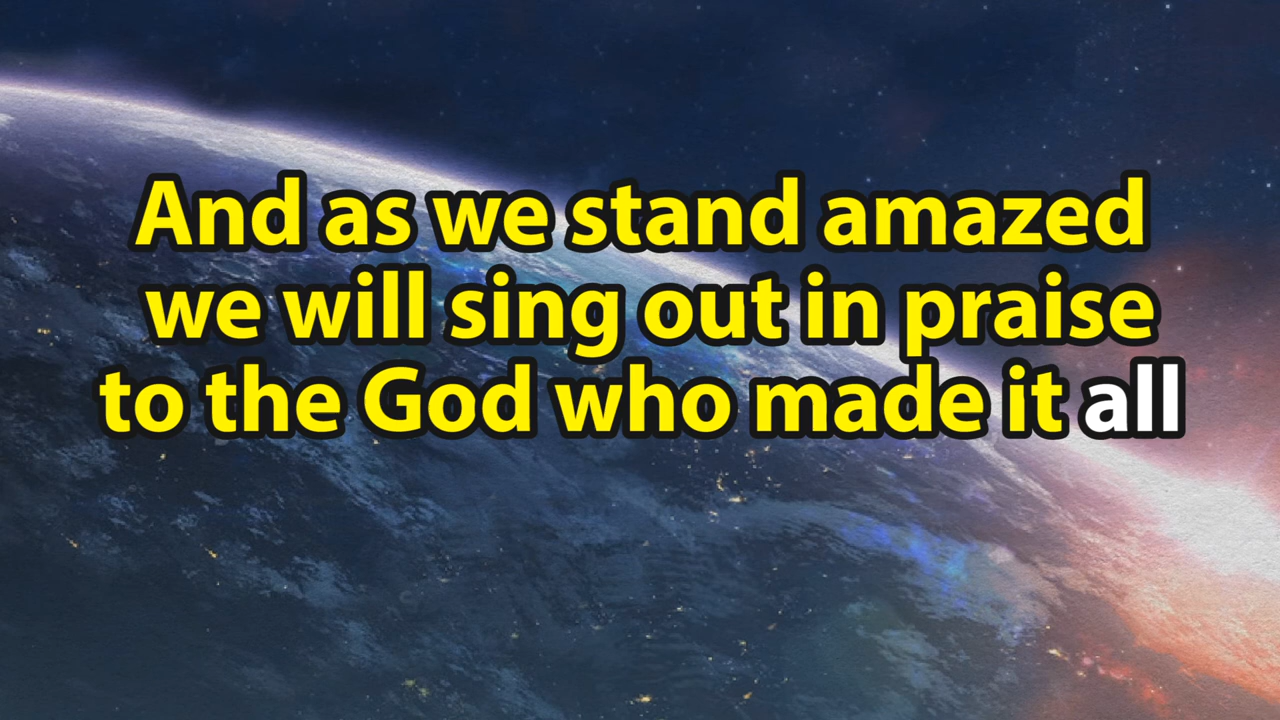 And as we stand amazed
we will sing out in praise
to the God who made it all